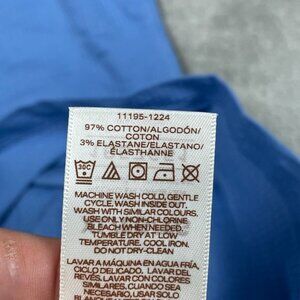 11195-1224
97% COTTON/ALGODÓN/
COTON
3% ELASTANE/ELASTANO/
ÉLASTHANNE
30C
MACHINE WASH COLD, GENTLE
CYCLE. WASH INSIDE OUT.
WASH WITH SIMILAR COLOURS.
USE ONLY NON-CHLORINE
BLEACH WHEN NEEDED.
TUMBLE DRY AT LOW
TEMPERATURE. COOL IRON.
DO NOT DRY-CLEAN.
LAVAR A MÁQUINA EN AGUA FRÍA,
CICLO DELICADO. LAVAR DEL
REVÉS. LAVAR CON COLORES
SIMILARES. CUANDO SEA
NECESARIO, USAR SOLO